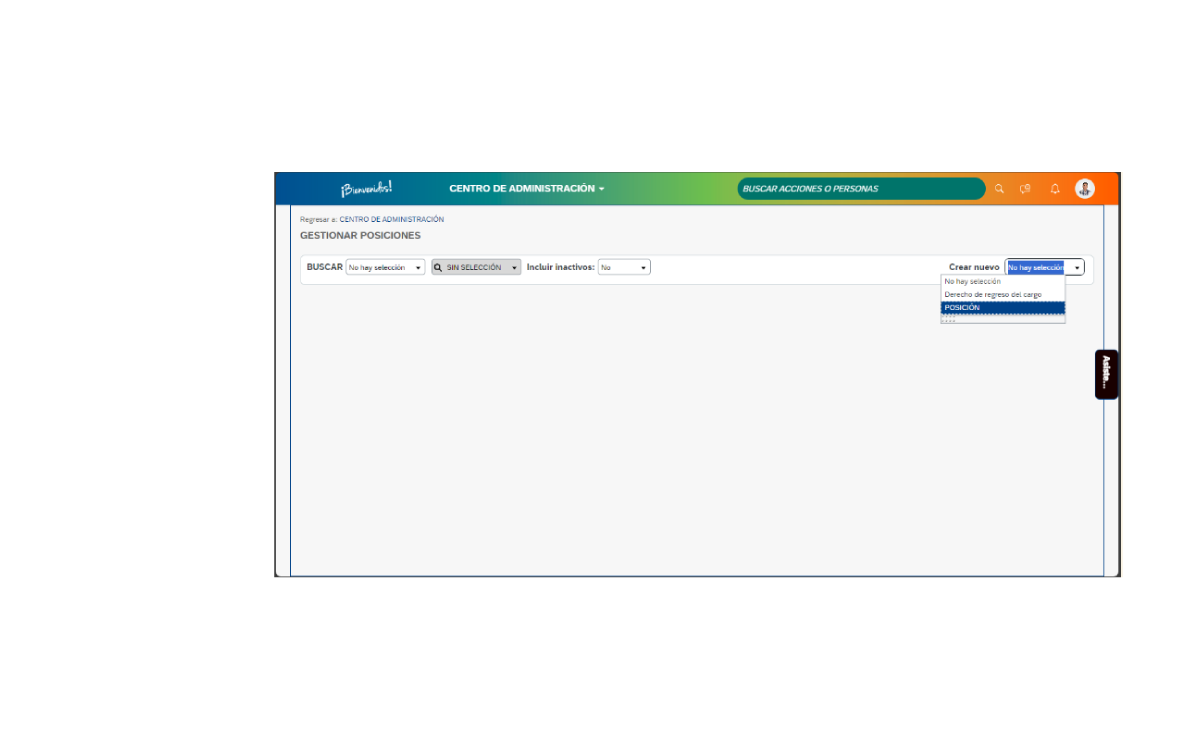 ¡Bienvenidos! CENTRO DE ADMINISTRACIÓN BUSCAR ACCIONES O PERSONAS
Regresar a: CENTRO DE ADMINISTRACIÓN
GESTIONAR POSICIONES
BUSCAR No hay selección SIN SELECCIÓN Incluir inactivos: No Crear nuevo No hay selección
No hay selección
Derecho de regreso del cargo
POSICIÓN
Asiste...